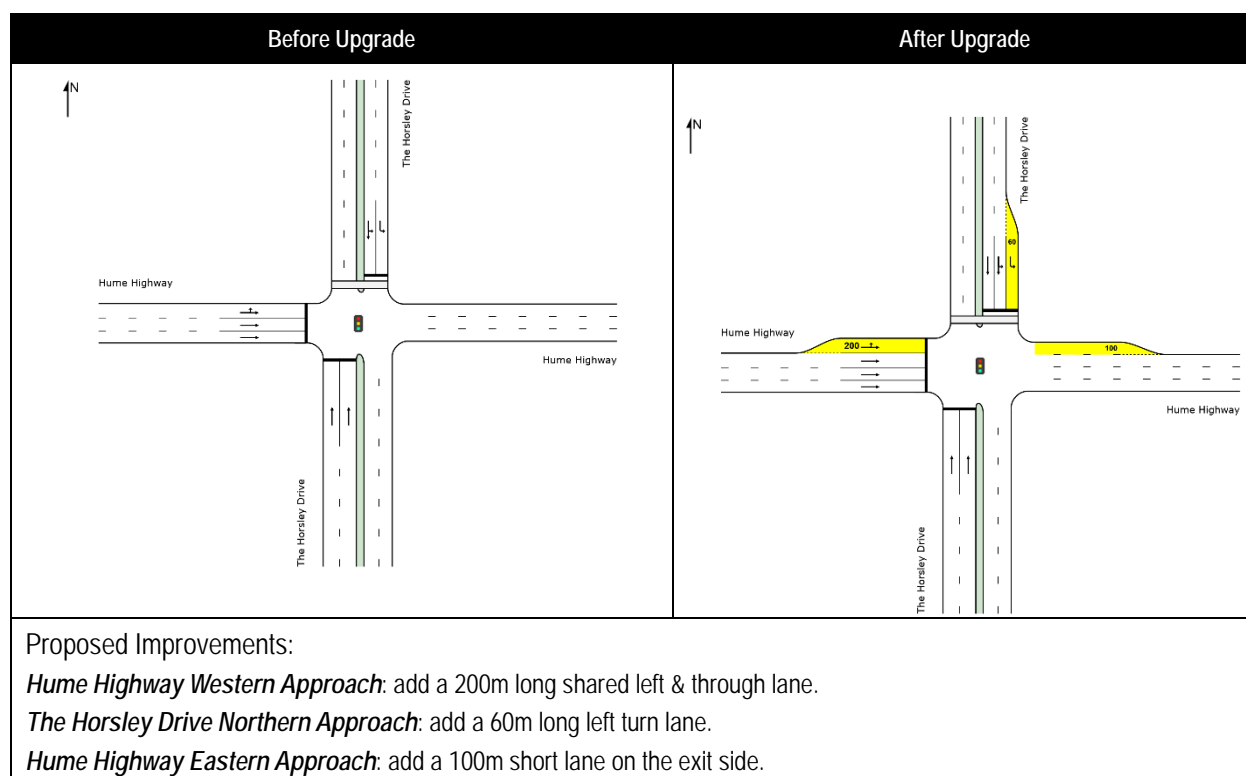 Before Upgrade
After Upgrade
N
The Horsley Drive
Hume Highway
Hume Highway
The Horsley Drive
N
The Horsley Drive
60
Hume Highway
200
100
Hume Highway
The Horsley Drive
Proposed Improvements:
Hume Highway Western Approach: add a 200m long shared left & through lane.
The Horsley Drive Northern Approach: add a 60m long left turn lane.
Hume Highway Eastern Approach: add a 100m short lane on the exit side.